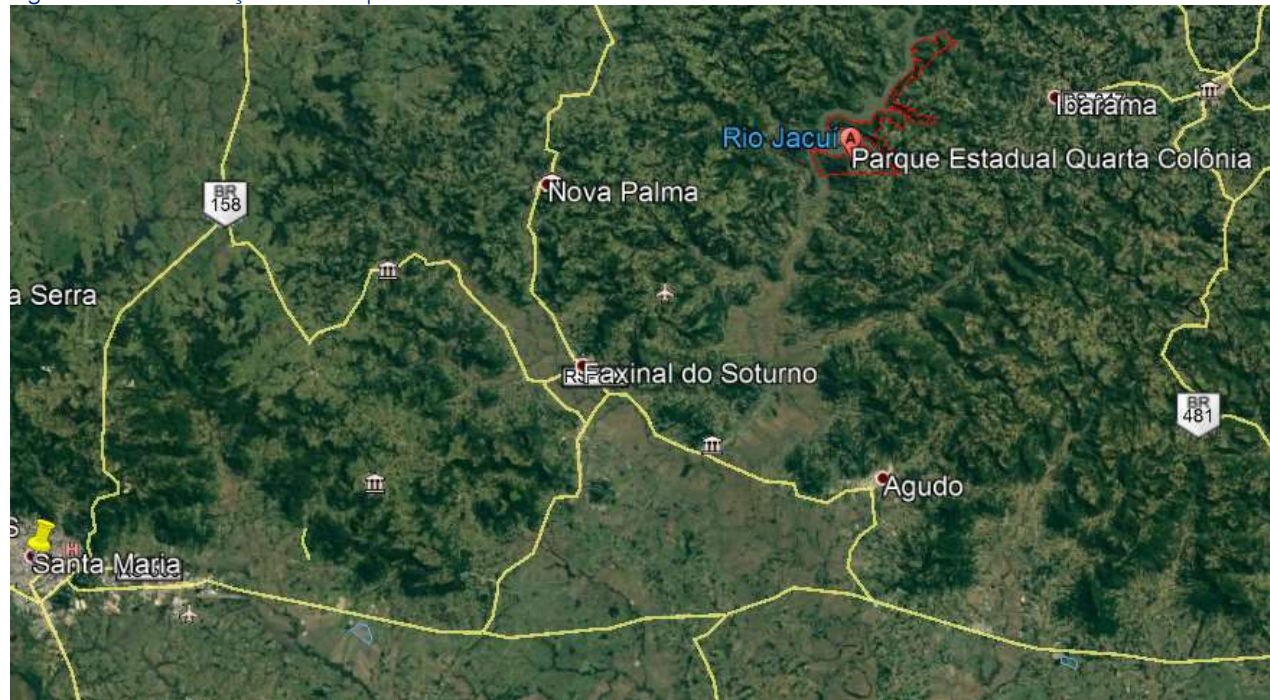 Ibarama
Rio Jacuí
A
Parque Estadual Quarta Colônia
Nova Palma
BR
158
a Serra
Faxinal do Soturno
BR
481
Agudo
S
H
Santa Maria